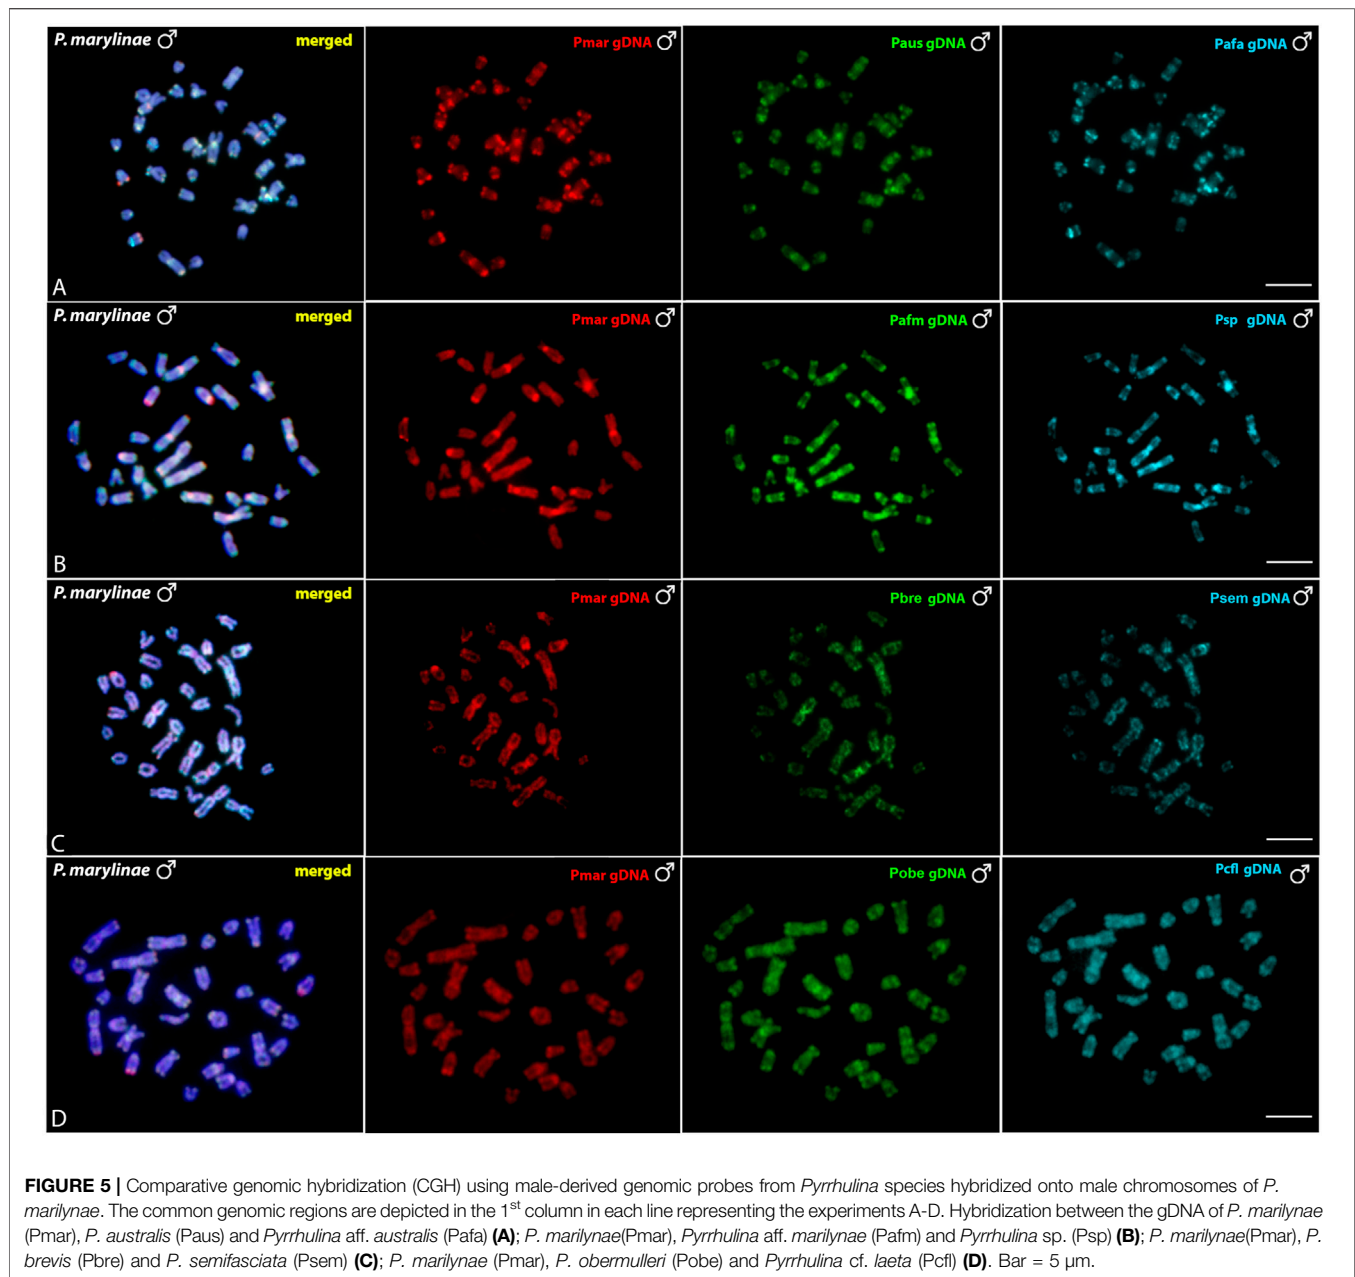 P. marylinae ♂ merged Pmar gDNA ♂ Paus gDNA ♂ Pafa gDNA ♂
A
P. marylinae ♂ merged Pmar gDNA ♂ Pafm gDNA ♂ Psp gDNA ♂
B
P. marylinae ♂ merged Pmar gDNA ♂ Pbre gDNA ♂ Psem gDNA ♂
C
P. marylinae ♂ merged Pmar gDNA ♂ Pobe gDNA ♂ Pcfl gDNA ♂
D
FIGURE 5 | Comparative genomic hybridization (CGH) using male-derived genomic probes from Pyrrhulina species hybridized onto male chromosomes of P.
marilynae. The common genomic regions are depicted in the 1st column in each line representing the experiments A-D. Hybridization between the gDNA of P. marilynae
(Pmar), P. australis (Paus) and Pyrrhulina aff. australis (Pafa) (A); P. marilynae(Pmar), Pyrrhulina aff. marilynae (Pafm) and Pyrrhulina sp. (Psp) (B); P. marilynae(Pmar), P.
brevis (Pbre) and P. semifasciata (Psem) (C); P. marilynae (Pmar), P. obermulleri (Pobe) and Pyrrhulina cf. laeta (Pcfl) (D). Bar = 5 µm.